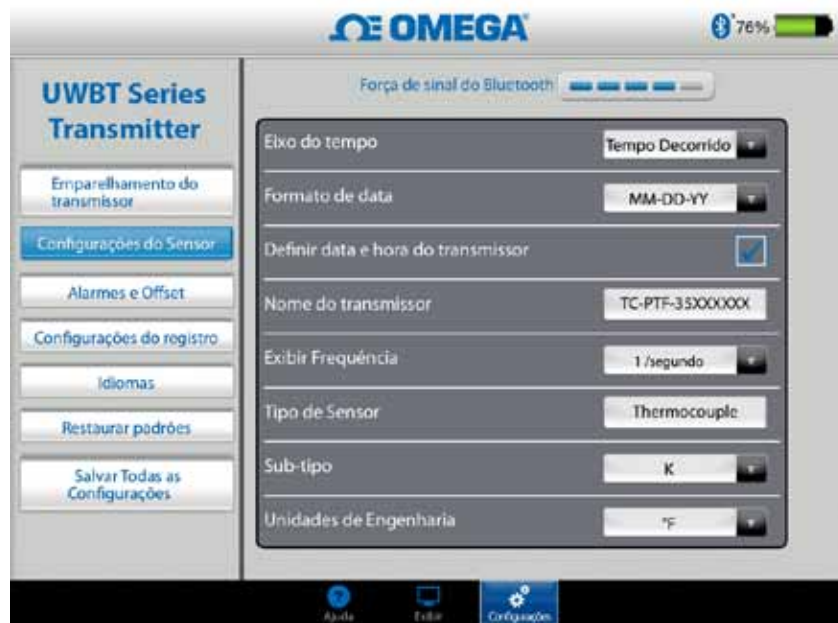 OMEGA
76%
UWBT Series
Transmitter
Emparelhamento do
transmissor
Configurações do Sensor
Alarmes e Offset
Configurações do registro
Idiomas
Restaurar padrões
Salvar Todas as
Configurações
Força de sinal do Bluetooth
Eixo do tempo
Tempo Decorrido
Formato de data
MM-DD-YY
Definir data e hora do transmissor
Nome do transmissor
TC-PTF-35XXXXXX
Exibir Frequência
1 /segundo
Tipo de Sensor
Thermocouple
Sub-tipo
K
Unidades de Engenharia
°F
Ajuda
Exibir
Configurações